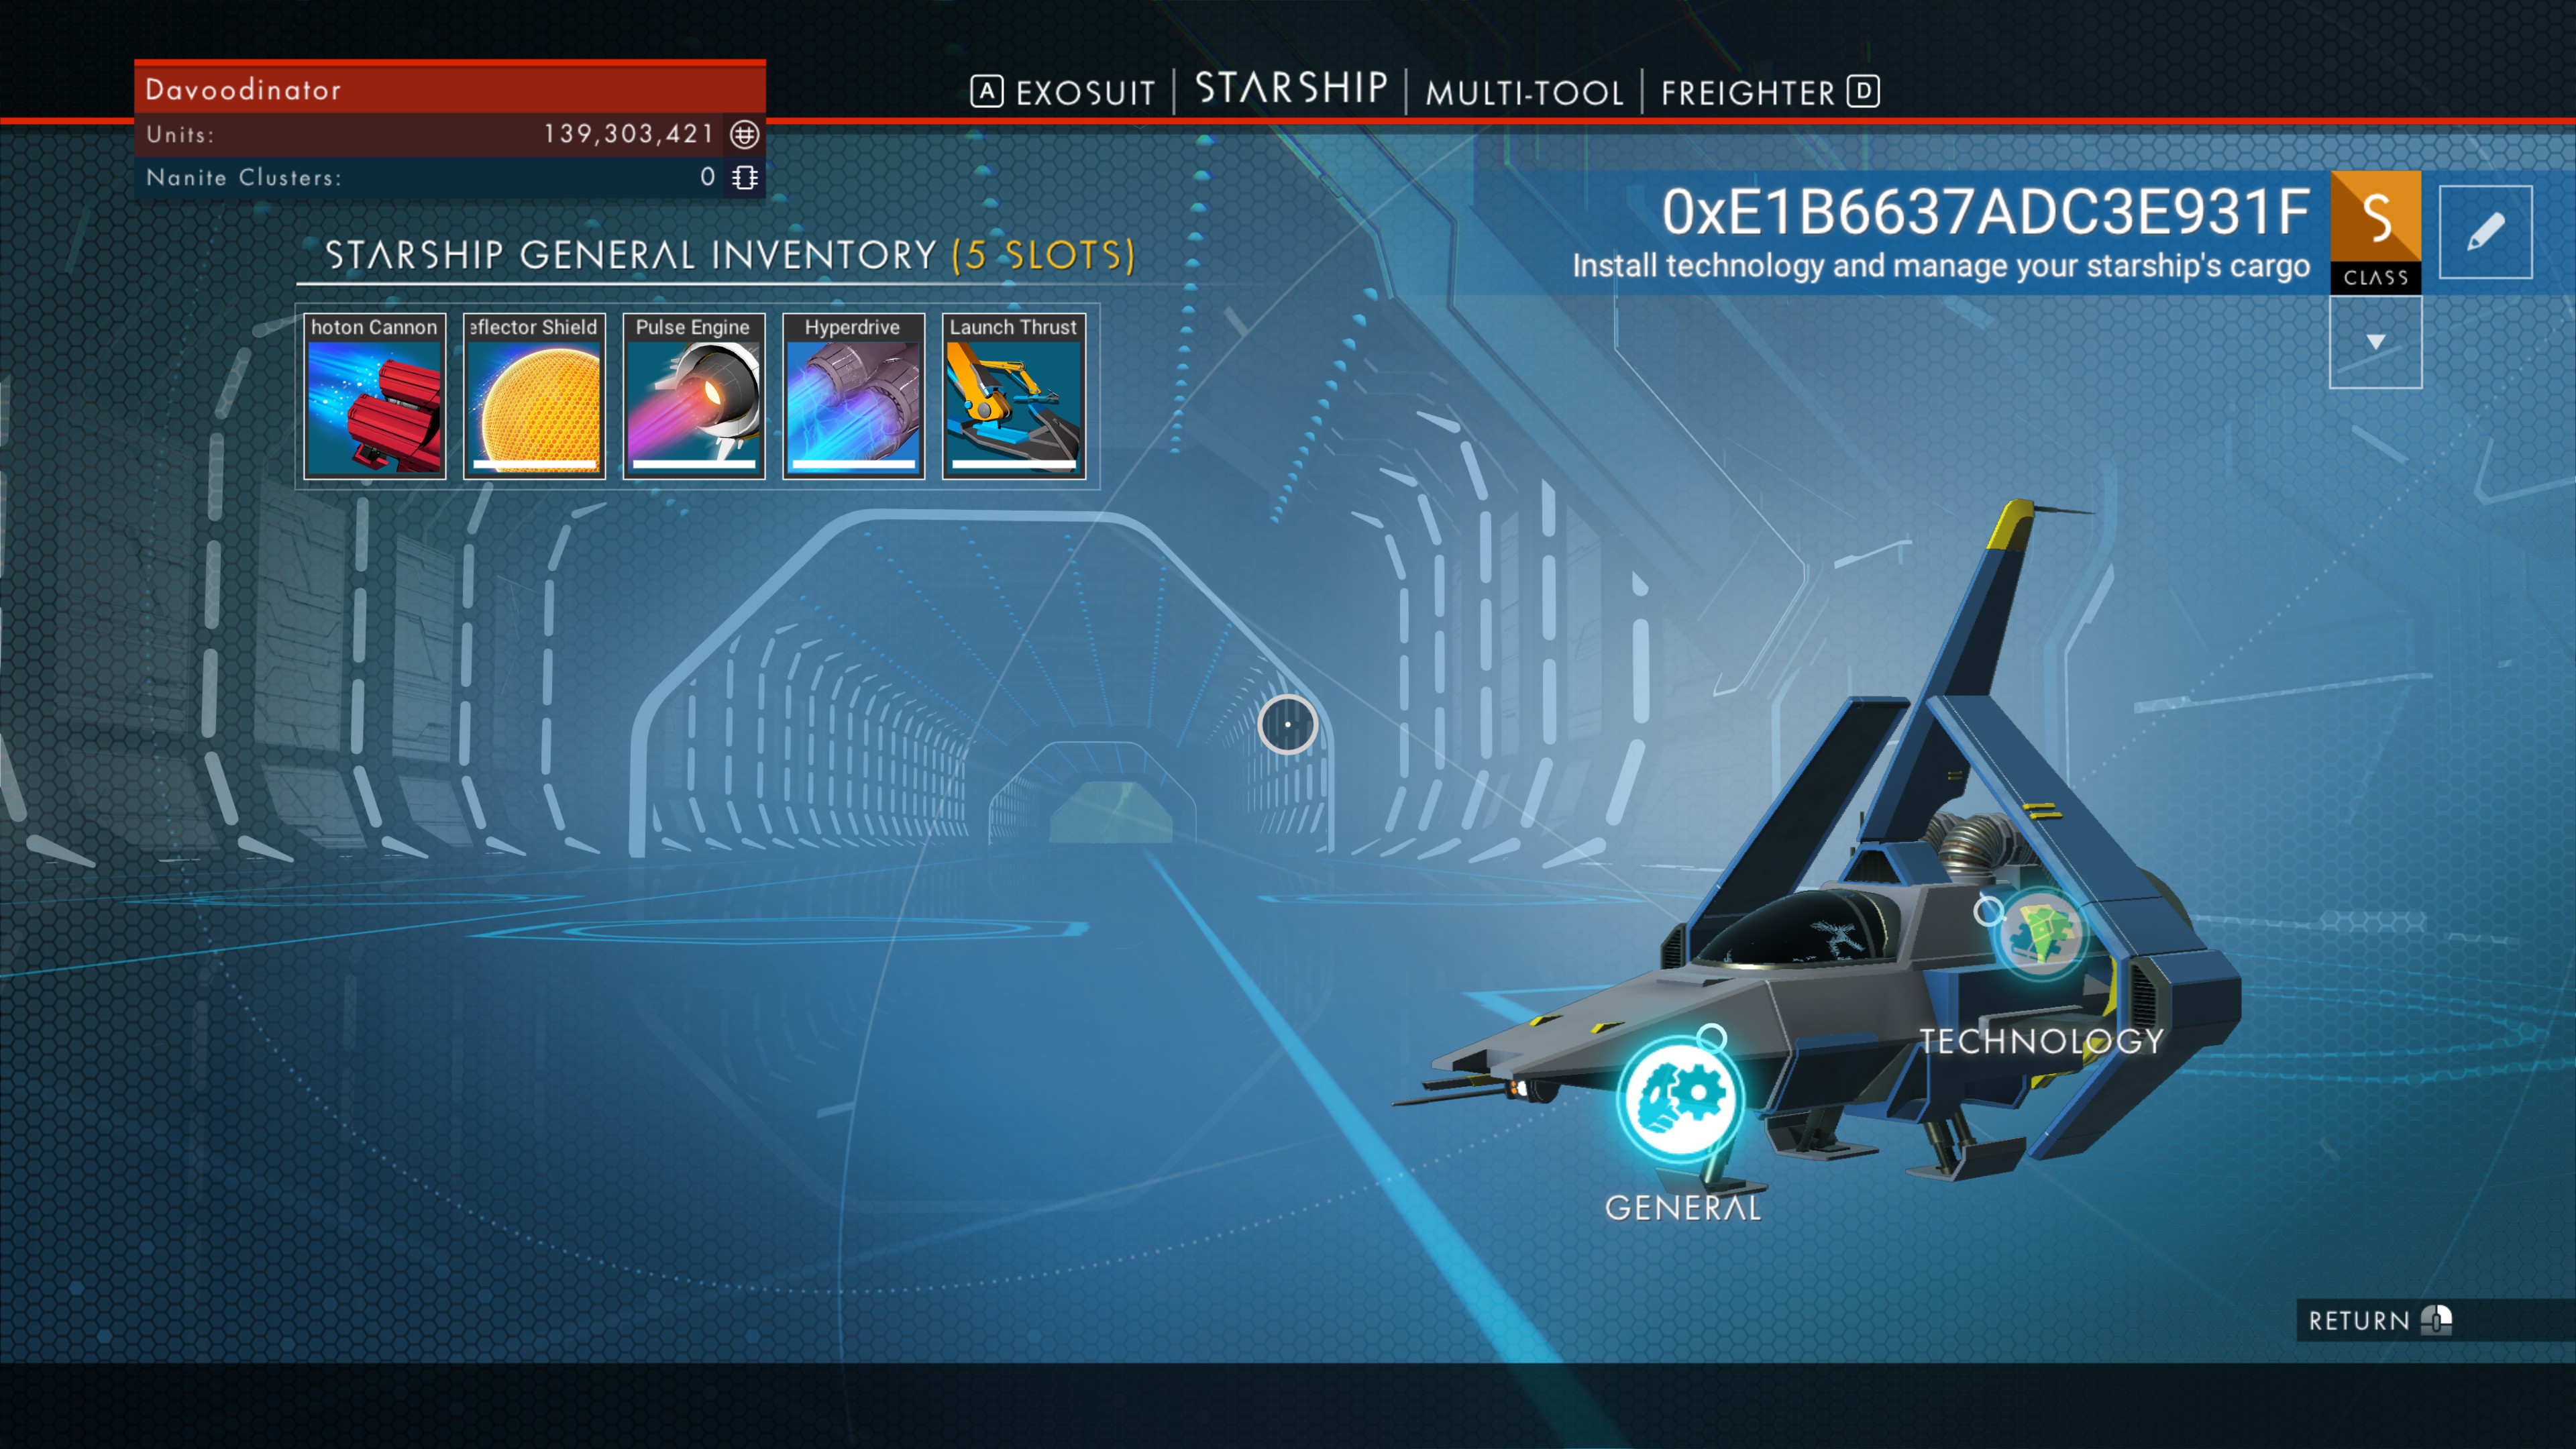 Davoodinator
Units: 139,303,421
Nanite Clusters: 0
A EXOSUIT STARSHIP MULTI-TOOL FREIGHTER D
0xE1B6637ADC3E931F
Install technology and manage your starship's cargo
S
CLASS
STARSHIP GENERAL INVENTORY (5 SLOTS)
hoton Cannon eflector Shield Pulse Engine Hyperdrive Launch Thrust
TECHNOLOGY
GENERAL
RETURN